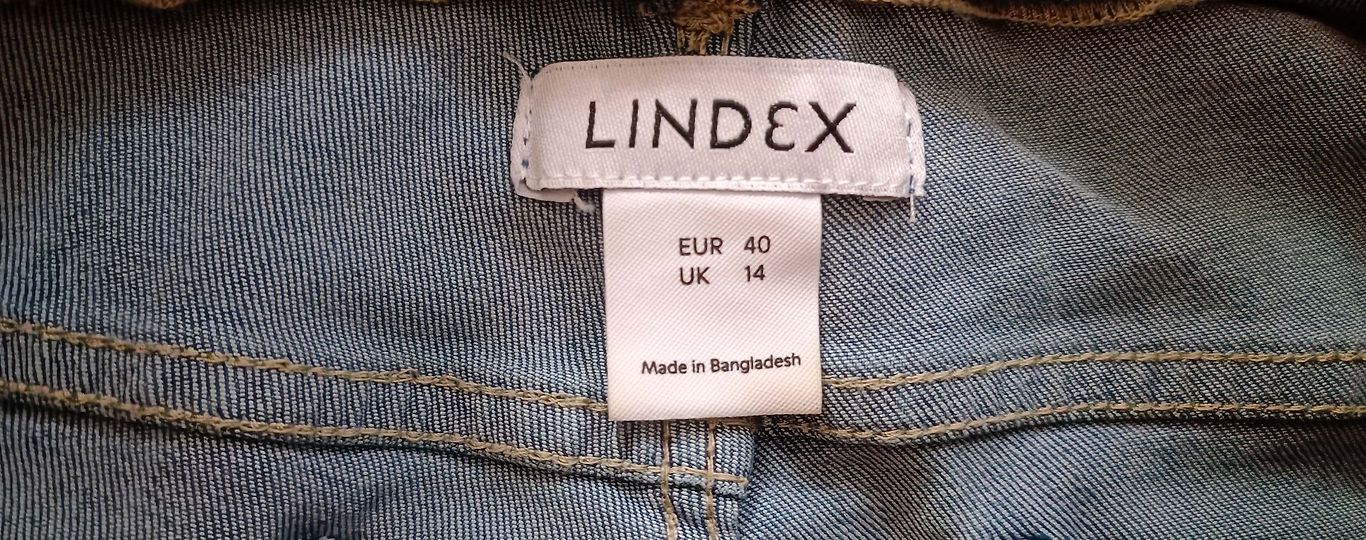 LINDEX
EUR 40
UK 14
Made in Bangladesh